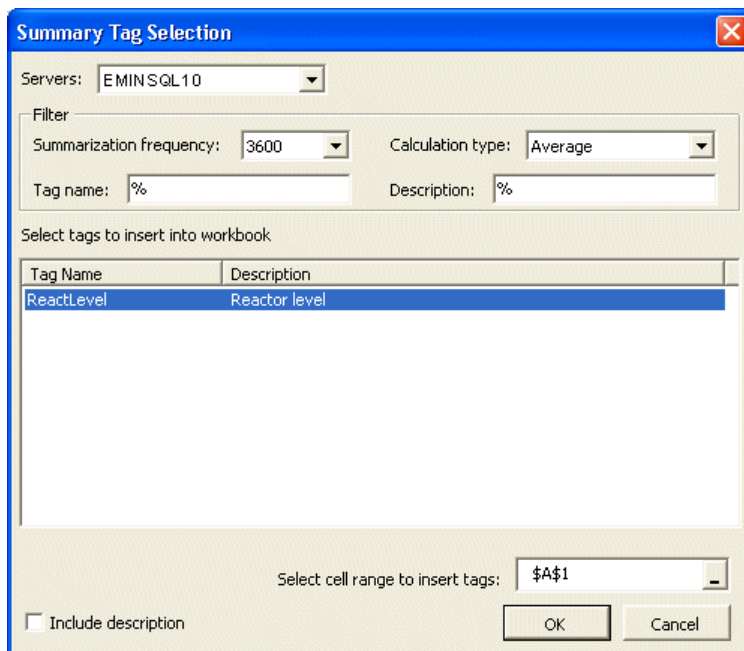 Summary Tag Selection
Servers: EMINSQL10
Filter
Summarization frequency: 3600 Calculation type: Average
Tag name: % Description: %
Select tags to insert into workbook
Tag Name Description
ReactLevel Reactor level
Select cell range to insert tags: $A$1
Include description OK Cancel